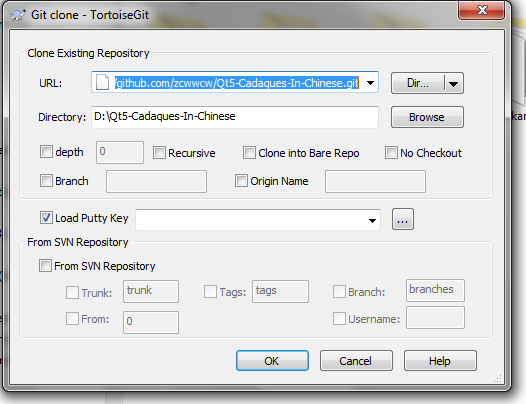 Git clone - TortoiseGit
Clone Existing Repository
URL: /github.com/zcwwcw/Qt5-Cadaques-In-Chinese.git Dir...
Directory: D:\Qt5-Cadaques-In-Chinese Browse
depth 0 Recursive Clone into Bare Repo No Checkout
Branch Origin Name
Load Putty Key ...
From SVN Repository
From SVN Repository
Trunk: trunk Tags: tags Branch: branches
From: 0 Username:
OK Cancel Help